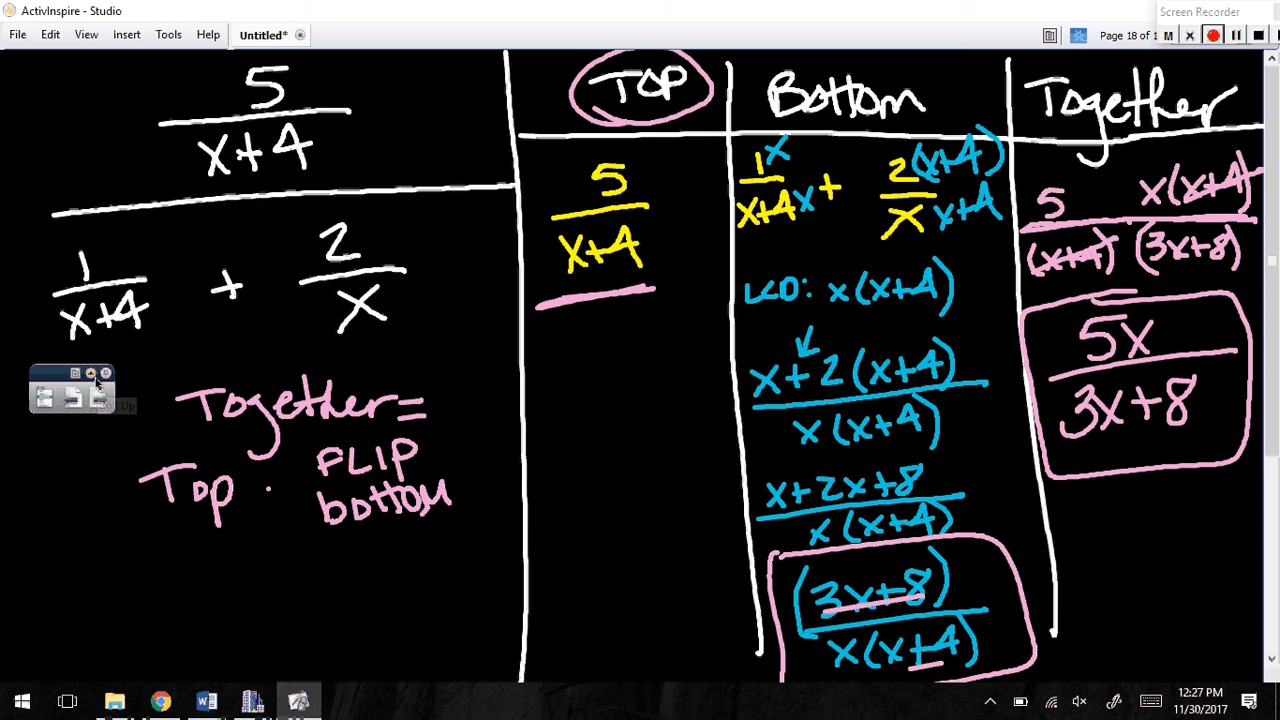 ActivInspire - Studio
Screen Recorder
File Edit View Insert Tools Help Untitled*
Page 18 of 1
M
5
x+4
1
x+4
+
2
x
Together=
Top · FLIP
bottom
TOP
5
x+4
Bottom
1 x
x+4 x
+
2 (x+4)
x x+4
LCD: x(x+4)
x+2(x+4)
x(x+4)
x+2x+8
x(x+4)
(3x+8)
x(x+4)
Together
5 x(x+4)
(x+4) (3x+8)
5x
3x+8
12:27 PM
11/30/2017